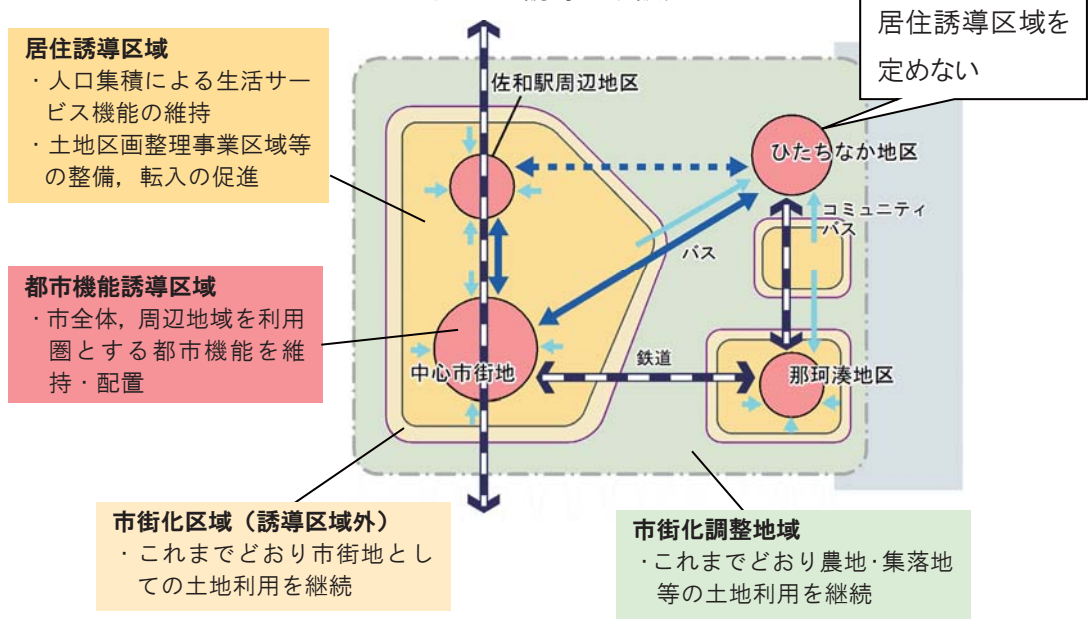 居住誘導区域を
定めない
居住誘導区域
・人口集積による生活サー
ビス機能の維持
・土地区画整理事業区域等
の整備，転入の促進
佐和駅周辺地区
ひたちなか地区
コミュニティ
バス
バス
都市機能誘導区域
・市全体，周辺地域を利用
圏とする都市機能を維
持・配置
中心市街地
鉄道
那珂湊地区
市街化区域（誘導区域外）
・これまでどおり市街地とし
ての土地利用を継続
市街化調整地域
・これまでどおり農地・集落地
等の土地利用を継続